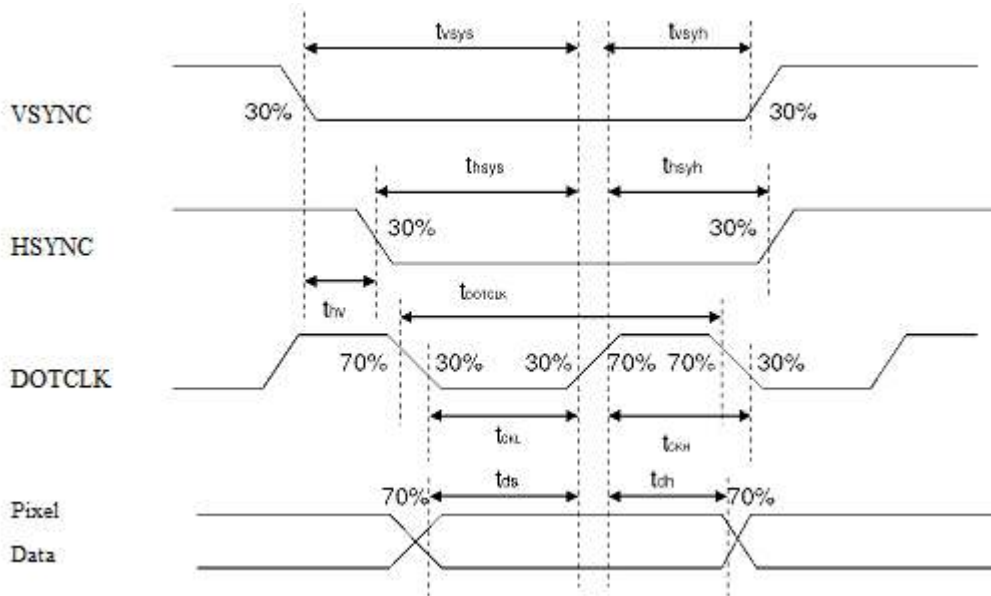 tvsys tvsyh
VSYNC 30% 30%
thsys thsyh
HSYNC 30% 30%
thv tDOTCLK
DOTCLK 70% 30% 30% 70% 70% 30%
tCKL tCKH
tds tdh
Pixel 70% 70%
Data